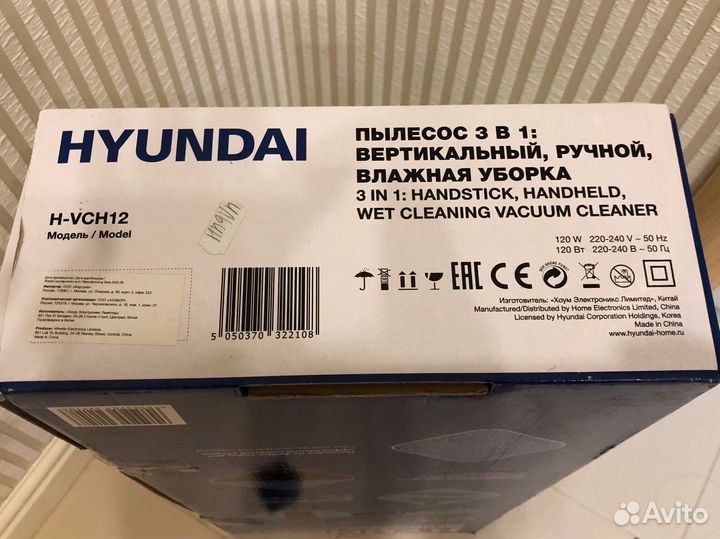 HYUNDAI
ПЫЛЕСОС 3 В 1:
ВЕРТИКАЛЬНЫЙ, РУЧНОЙ,
ВЛАЖНАЯ УБОРКА
3 IN 1: HANDSTICK, HANDHELD,
WET CLEANING VACUUM CLEANER
H-VCH12
Модель / Model
120 W 220-240 V ~ 50 Hz
120 Вт 220-240 В ~ 50 Гц
EAC CE
Изготовитель: «Хоум Электроникс Лимитед», Китай
Manufactured/Distributed by Home Electronics Limited, China
Licensed by Hyundai Corporation Holdings, Korea
Made in China
www.hyundai-home.ru
5 050370 322108
Avito